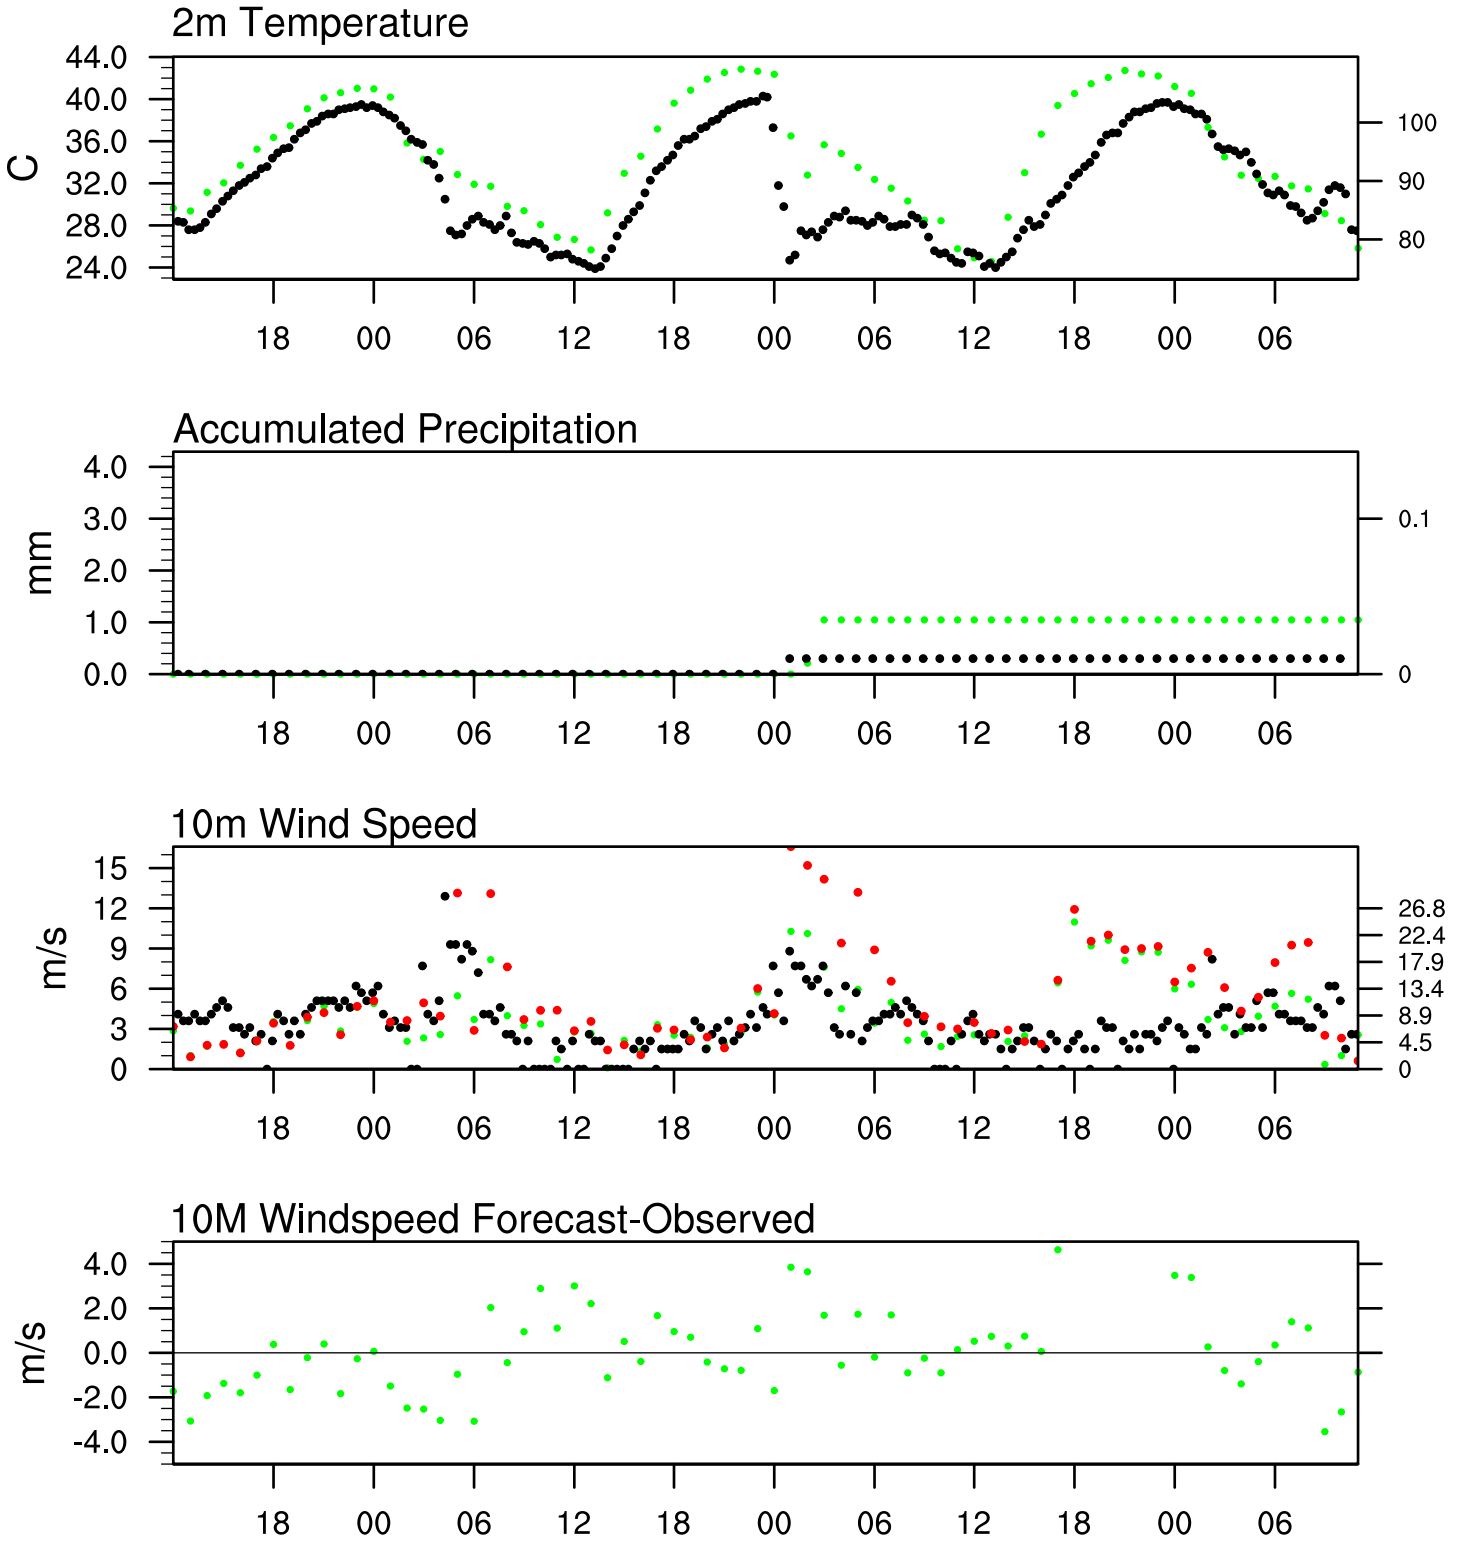 2m Temperature
44.0
40.0
36.0
32.0
28.0
24.0
C
100
90
80
18 00 06 12 18 00 06 12 18 00 06
Accumulated Precipitation
4.0
3.0
2.0
1.0
0.0
mm
0.1
0
18 00 06 12 18 00 06 12 18 00 06
10m Wind Speed
15
12
9
6
3
0
m/s
26.8
22.4
17.9
13.4
8.9
4.5
0
18 00 06 12 18 00 06 12 18 00 06
10M Windspeed Forecast-Observed
4.0
2.0
0.0
-2.0
-4.0
m/s
18 00 06 12 18 00 06 12 18 00 06